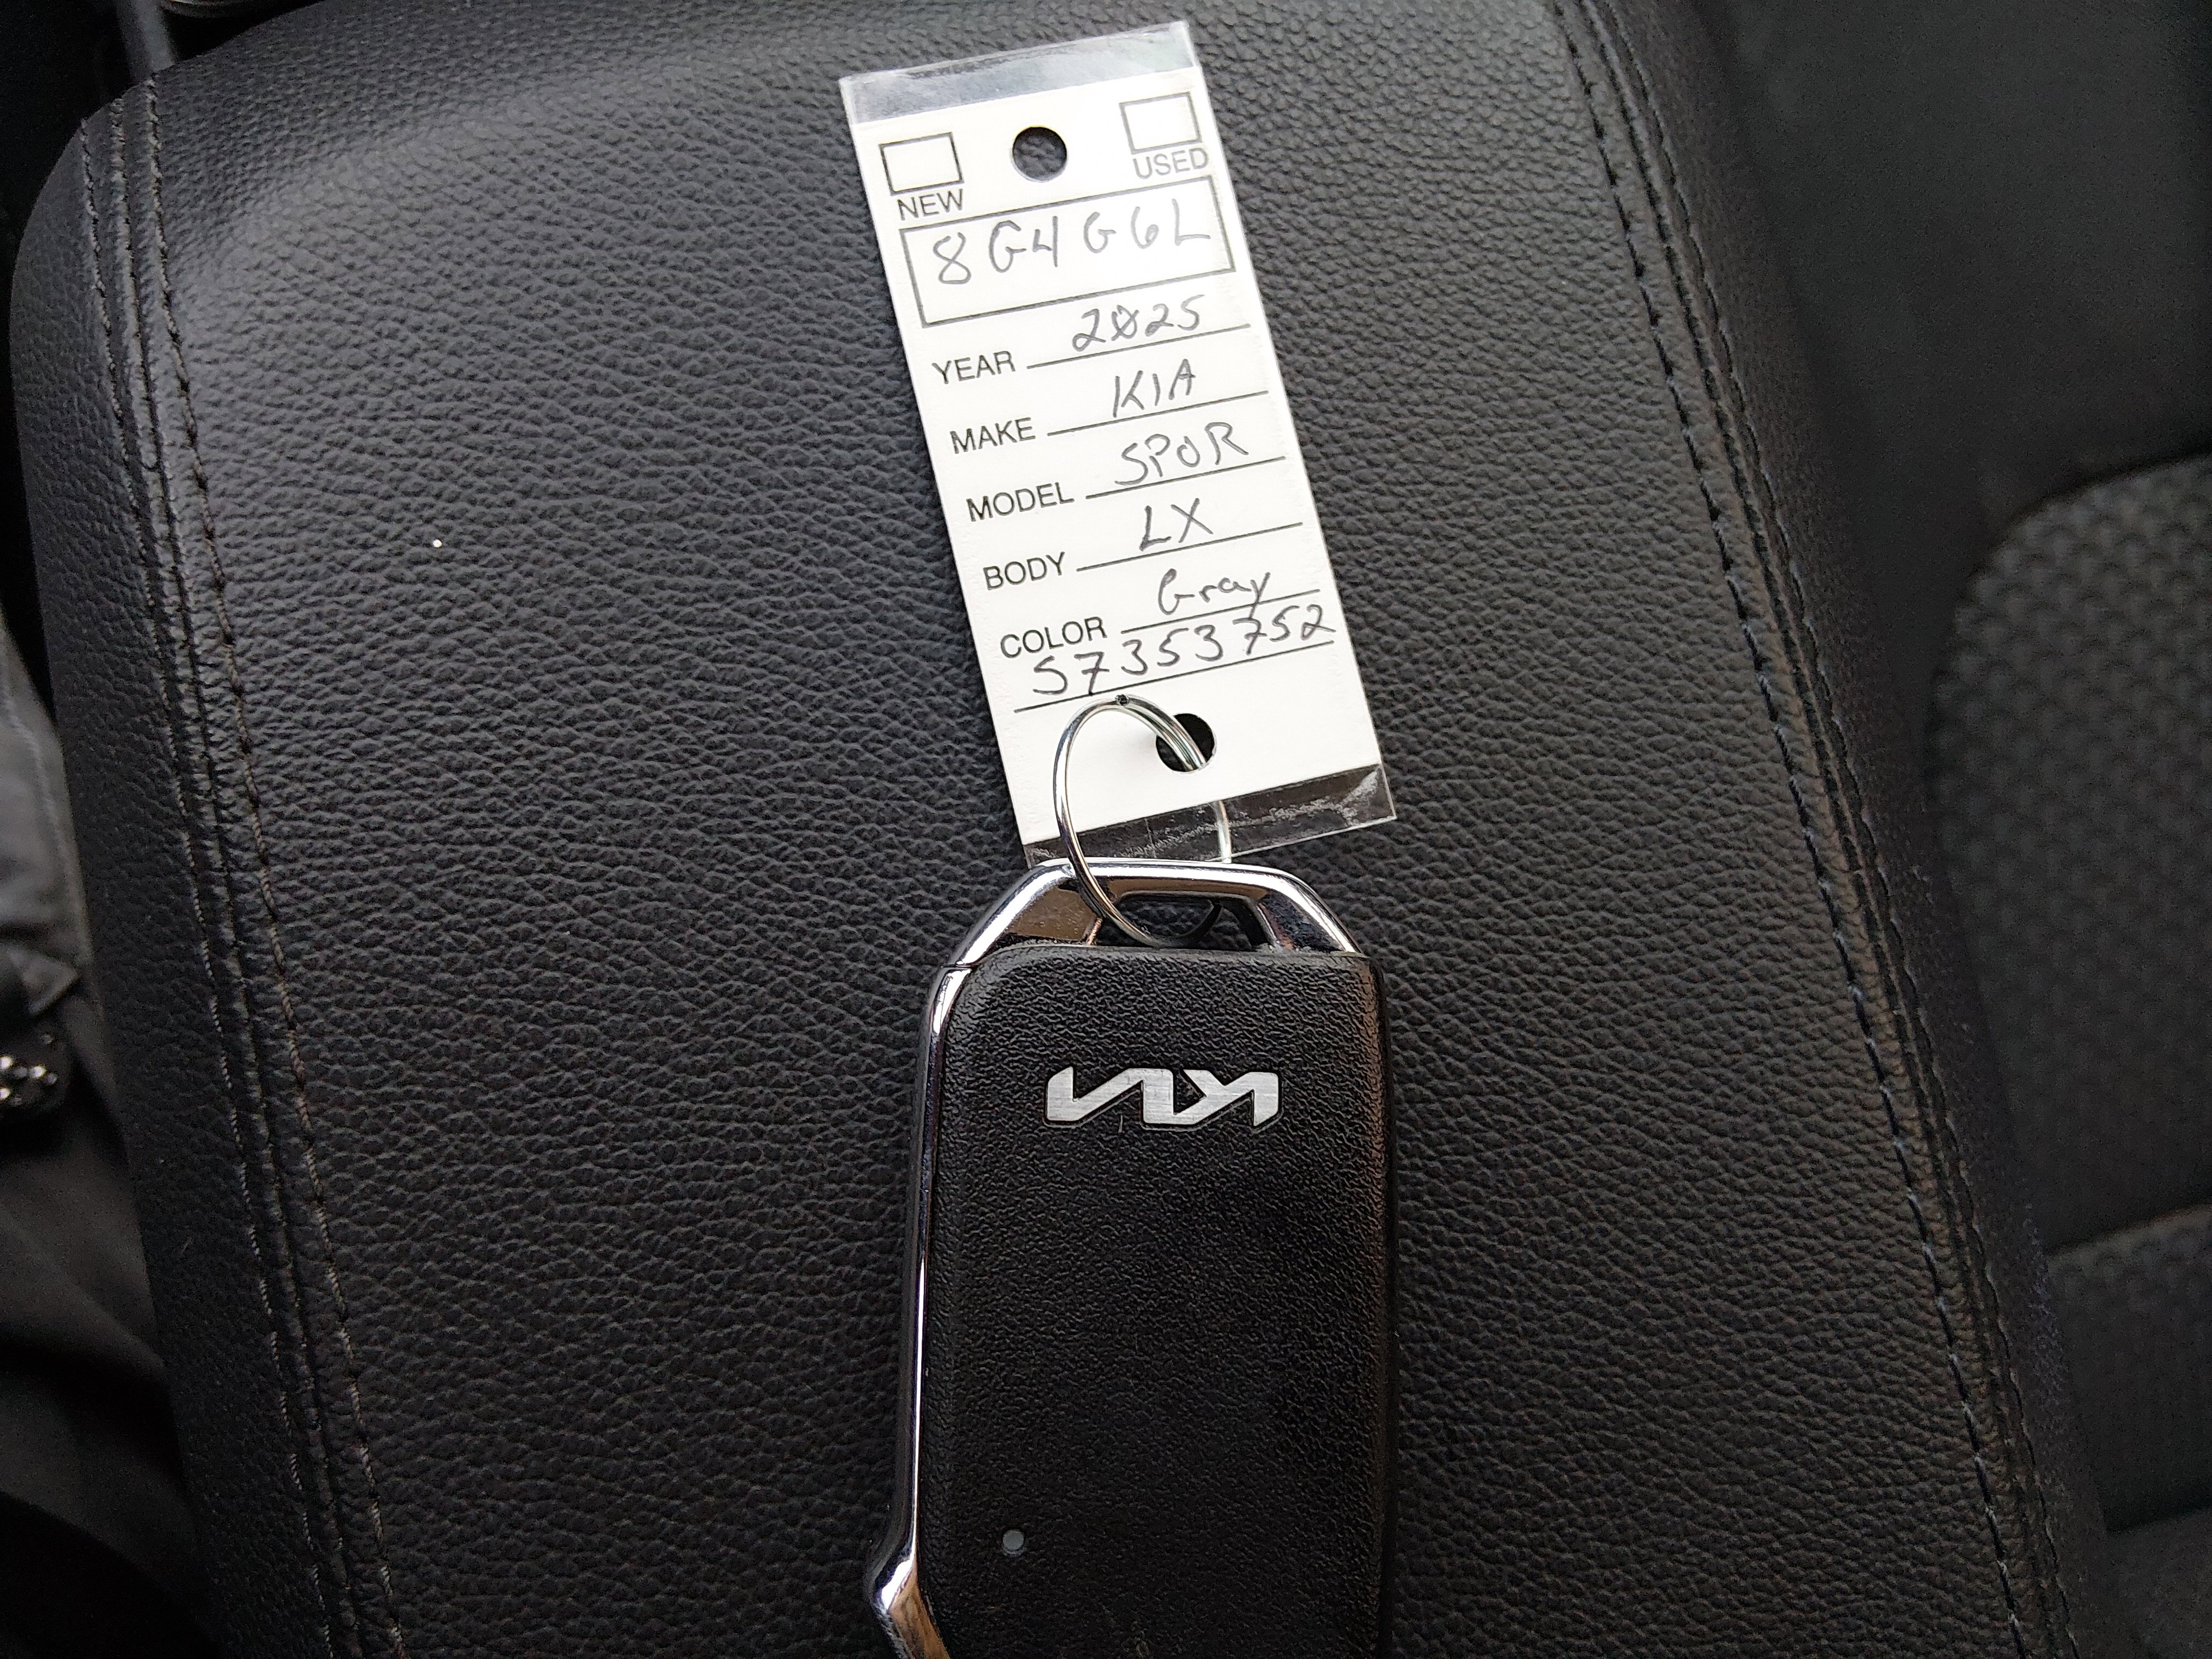 NEW USED
8G4G6L
YEAR 2025
MAKE KIA
MODEL SPOR
BODY LX
COLOR Gray
57353752
KIA